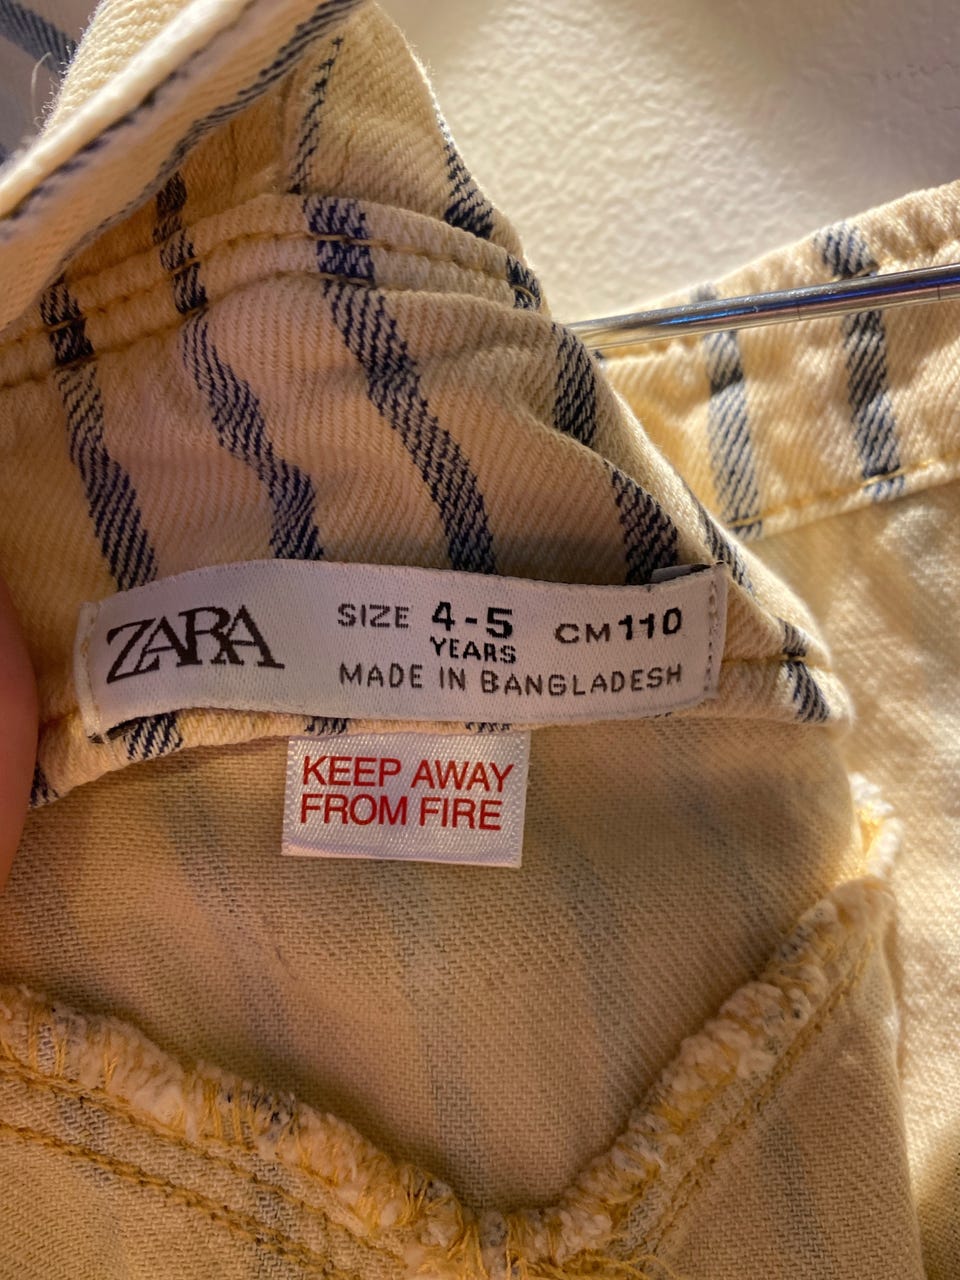 ZARA
SIZE 4-5 YEARS CM 110
MADE IN BANGLADESH
KEEP AWAY
FROM FIRE